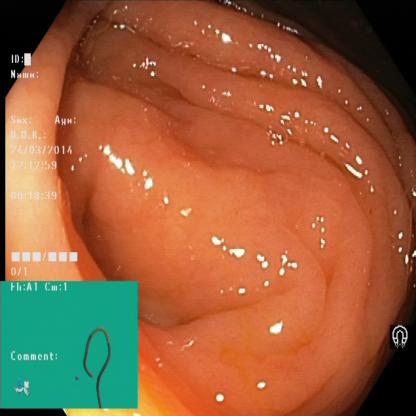 ID:
Name:
Sex: Age:
D.O.B.:
24/03/2014
12:12:59
00:18:39
0/1
Eh:A1 Cm:1
Comment: